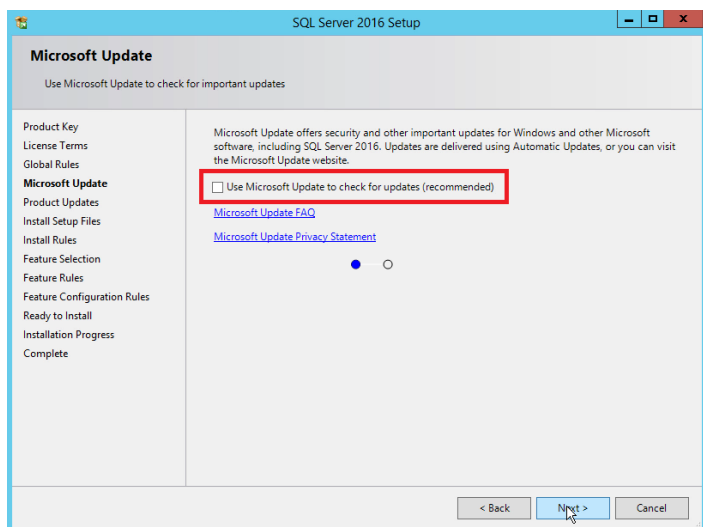 SQL Server 2016 Setup
Microsoft Update
Use Microsoft Update to check for important updates
Product Key
License Terms
Global Rules
Microsoft Update
Product Updates
Install Setup Files
Install Rules
Feature Selection
Feature Rules
Feature Configuration Rules
Ready to Install
Installation Progress
Complete
Microsoft Update offers security and other important updates for Windows and other Microsoft
software, including SQL Server 2016. Updates are delivered using Automatic Updates, or you can visit
the Microsoft Update website.
Use Microsoft Update to check for updates (recommended)
Microsoft Update FAQ
Microsoft Update Privacy Statement
< Back
Next >
Cancel